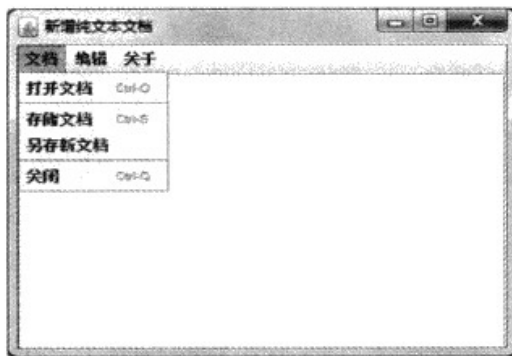 新增纯文本文档
文档 编辑 关于
打开文档 Ctrl-O
存储文档 Ctrl-S
另存新文档
关闭 Ctrl-Q